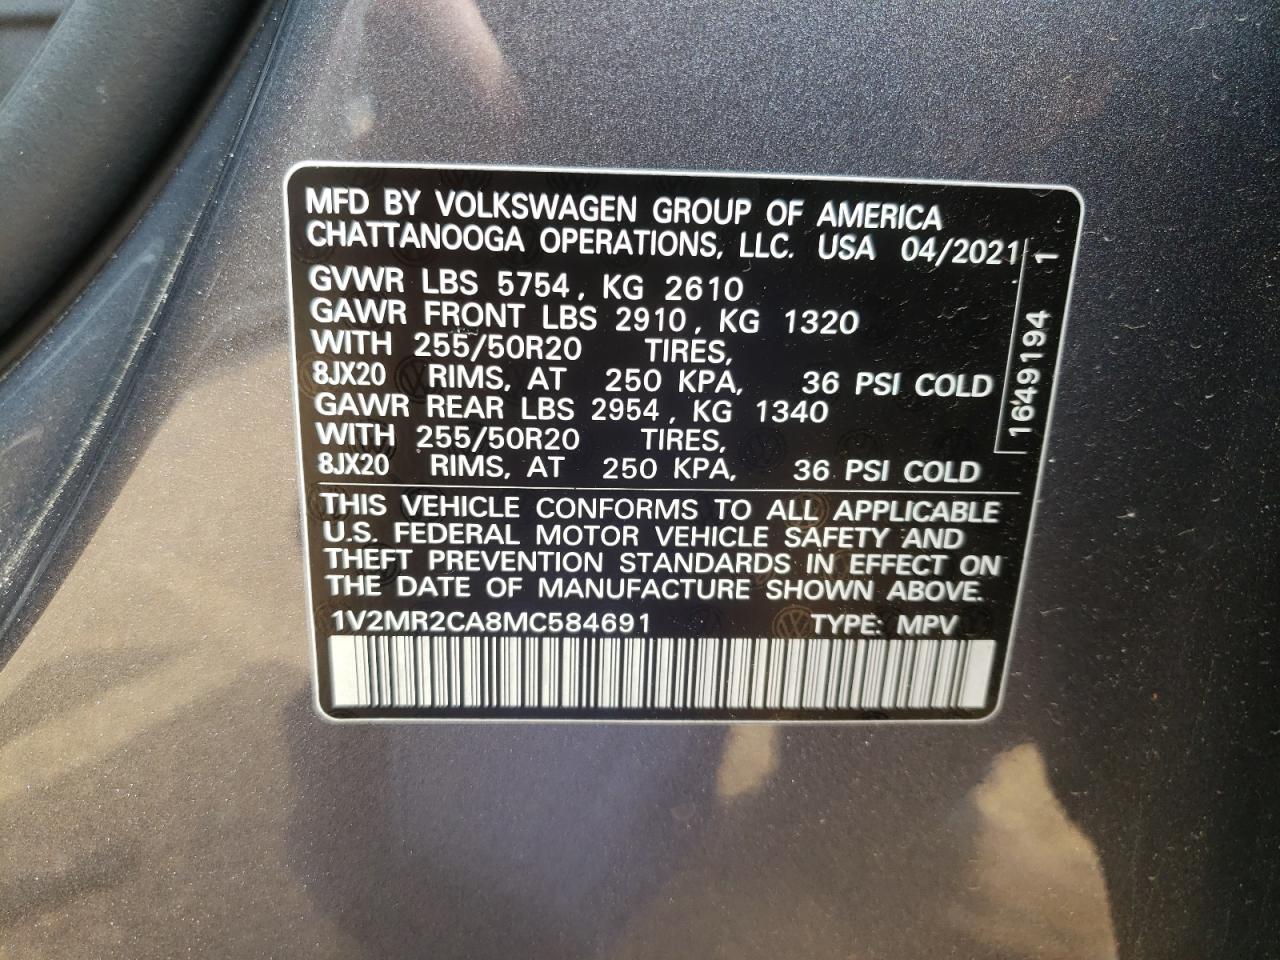 MFD BY VOLKSWAGEN GROUP OF AMERICA
CHATTANOOGA OPERATIONS, LLC. USA 04/2021
GVWR LBS 5754, KG 2610
GAWR FRONT LBS 2910, KG 1320
WITH 255/50R20 TIRES,
8JX20 RIMS, AT 250 KPA, 36 PSI COLD
GAWR REAR LBS 2954, KG 1340
WITH 255/50R20 TIRES,
8JX20 RIMS, AT 250 KPA, 36 PSI COLD
THIS VEHICLE CONFORMS TO ALL APPLICABLE
U.S. FEDERAL MOTOR VEHICLE SAFETY AND
THEFT PREVENTION STANDARDS IN EFFECT ON
THE DATE OF MANUFACTURE SHOWN ABOVE.
1V2MR2CA8MC584691 TYPE: MPV
1649194 1